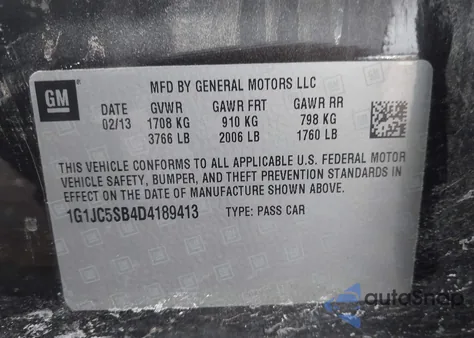 GM
MFD BY GENERAL MOTORS LLC
DATE GVWR GAWR FRT GAWR RR
02/13 1708 KG 910 KG 798 KG
3766 LB 2006 LB 1760 LB
THIS VEHICLE CONFORMS TO ALL APPLICABLE U.S. FEDERAL MOTOR
VEHICLE SAFETY, BUMPER, AND THEFT PREVENTION STANDARDS IN
EFFECT ON THE DATE OF MANUFACTURE SHOWN ABOVE.
1G1JC5SB4D4189413 TYPE: PASS CAR
autoSnap